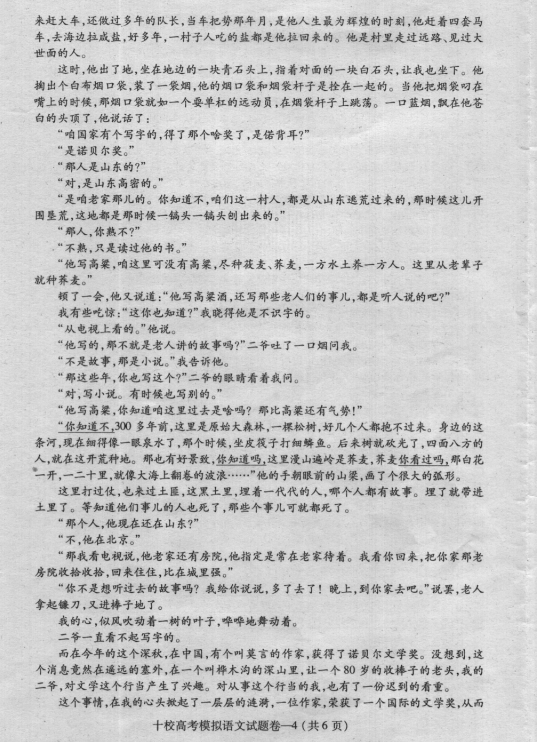 来赶大车,还做过多年的队长,当车把势那年月,是他人生最为辉煌的时刻,他赶着四套马
车,去海边拉咸盐,好多年,一村子人吃的盐都是他拉回来的。他是村里走过远路、见过大
世面的人。
这时,他出了地,坐在地边的一块青石头上,指着对面的一块白石头,让我也坐下。他
掏出个白布烟口袋,装了一袋烟,他的烟口袋和烟袋杆子是拴在一起的。当他把烟袋叼在
嘴上的时候,那烟口袋就如一个耍单杠的运动员,在烟袋杆子上跳荡。一口蓝烟,飘在他苍
白的头顶了,他说话了:
“咱国家有个写字的,得了那个啥奖了,是偌背耳?”
“是诺贝尔奖。”
“那人是山东的?”
“对,是山东高密的。”
“是咱老家那儿的。你知道不,咱们这一村人,都是从山东逃荒过来的,那时候这儿开
围垦荒,这地都是那时候一镐头一镐头刨出来的。”
“那人,你熟不?”
“不熟,只是读过他的书。”
“他写高粱,咱这里可没有高粱,尽种莜麦、荞麦,一方水土养一方人。这里从老辈子
就种荞麦。”
顿了一会,他又说道:“他写高粱酒,还写那些老人们的事儿,都是听人说的吧?”
我有些吃惊:“这你也知道?”我晓得他是不识字的。
“从电视上看的。”他说。
“他写的,那不就是老人讲的故事吗?”二爷吐了一口烟问我。
“不是故事,那是小说。”我告诉他。
“那这些年,你也写这个?”二爷的眼睛看着我问。
“对,写小说。有时候也写别的。”
“他写高粱,你知道咱这里过去是啥吗?那比高粱还有气势!”
“你知道不,300 多年前,这里是原始大森林,一棵松树,好几个人都抱不过来。身边的这
条河,现在细得像一眼泉水了,那个时候,坐皮筏子打细鳞鱼。后来树就砍光了,四面八方的
人,就在这开荒种地。那也有好景致,你知道吗,这里漫山遍岭是荞麦,荞麦你看过吗,那白花
一开,一二十里,就像大海上翻卷的波浪……”他的手朝眼前的山梁,画了个很大的弧形。
这里打过仗,也来过土匪,这黑土里,埋着一代代的人,哪个人都有故事。埋了就带进
土里了。等知道他们事儿的人也死了,那些个事儿可就都死了。
“那个人,他现在还在山东?”
“不,他在北京。”
“那我看电视说,他老家还有房院,他指定是常在老家待着。我看你回来,把你家那老
房院收拾收拾,回来住住,比在城里强。”
“你不是想听过去的故事吗?我给你说说,多了去了!晚上,到你家去吧。”说罢,老人
拿起镰刀,又进棒子地了。
我的心,似风吹动着一树的叶子,哗哗地舞动着。
二爷一直看不起写字的。
而在今年的这个深秋,在中国,有个叫莫言的作家,获得了诺贝尔文学奖。没想到,这
个消息竟然在遥远的塞外,在一个叫桦木沟的深山里,让一个 80 岁的收棒子的老头,我的
二爷,对文学这个行当产生了兴趣。对从事这个行当的我,也有了一份迟到的看重。
这个事情,在我的心头掀起了一层层的涟漪,一位作家,荣获了一个国际的文学奖,从而
十校高考模拟语文试题卷—4 (共 6 页)